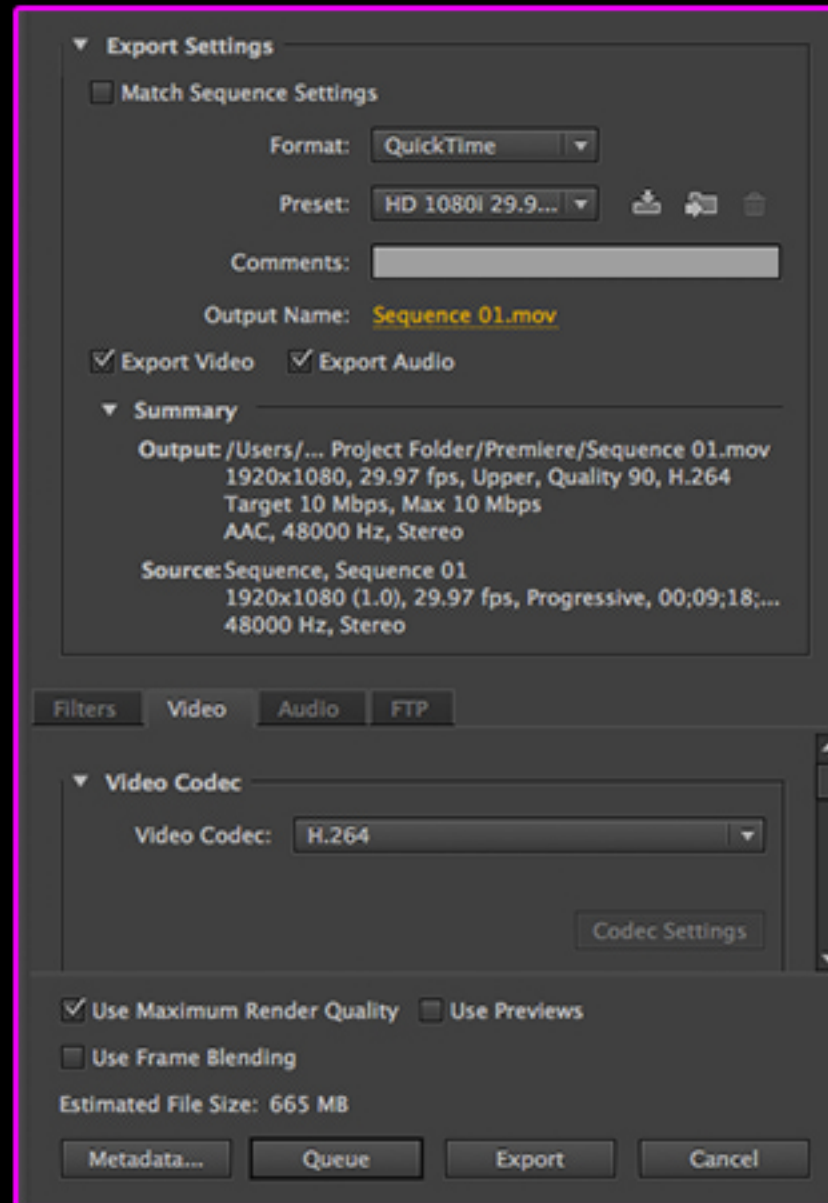 Export Settings
Match Sequence Settings
Format: QuickTime
Preset: HD 1080i 29.9...
Comments:
Output Name: Sequence 01.mov
Export Video Export Audio
Summary
Output: /Users/... Project Folder/Premiere/Sequence 01.mov
1920x1080, 29.97 fps, Upper, Quality 90, H.264
Target 10 Mbps, Max 10 Mbps
AAC, 48000 Hz, Stereo
Source: Sequence, Sequence 01
1920x1080 (1.0), 29.97 fps, Progressive, 00;09;18;...
48000 Hz, Stereo
Filters Video Audio FTP
Video Codec
Video Codec: H.264
Codec Settings
Use Maximum Render Quality Use Previews
Use Frame Blending
Estimated File Size: 665 MB
Metadata... Queue Export Cancel